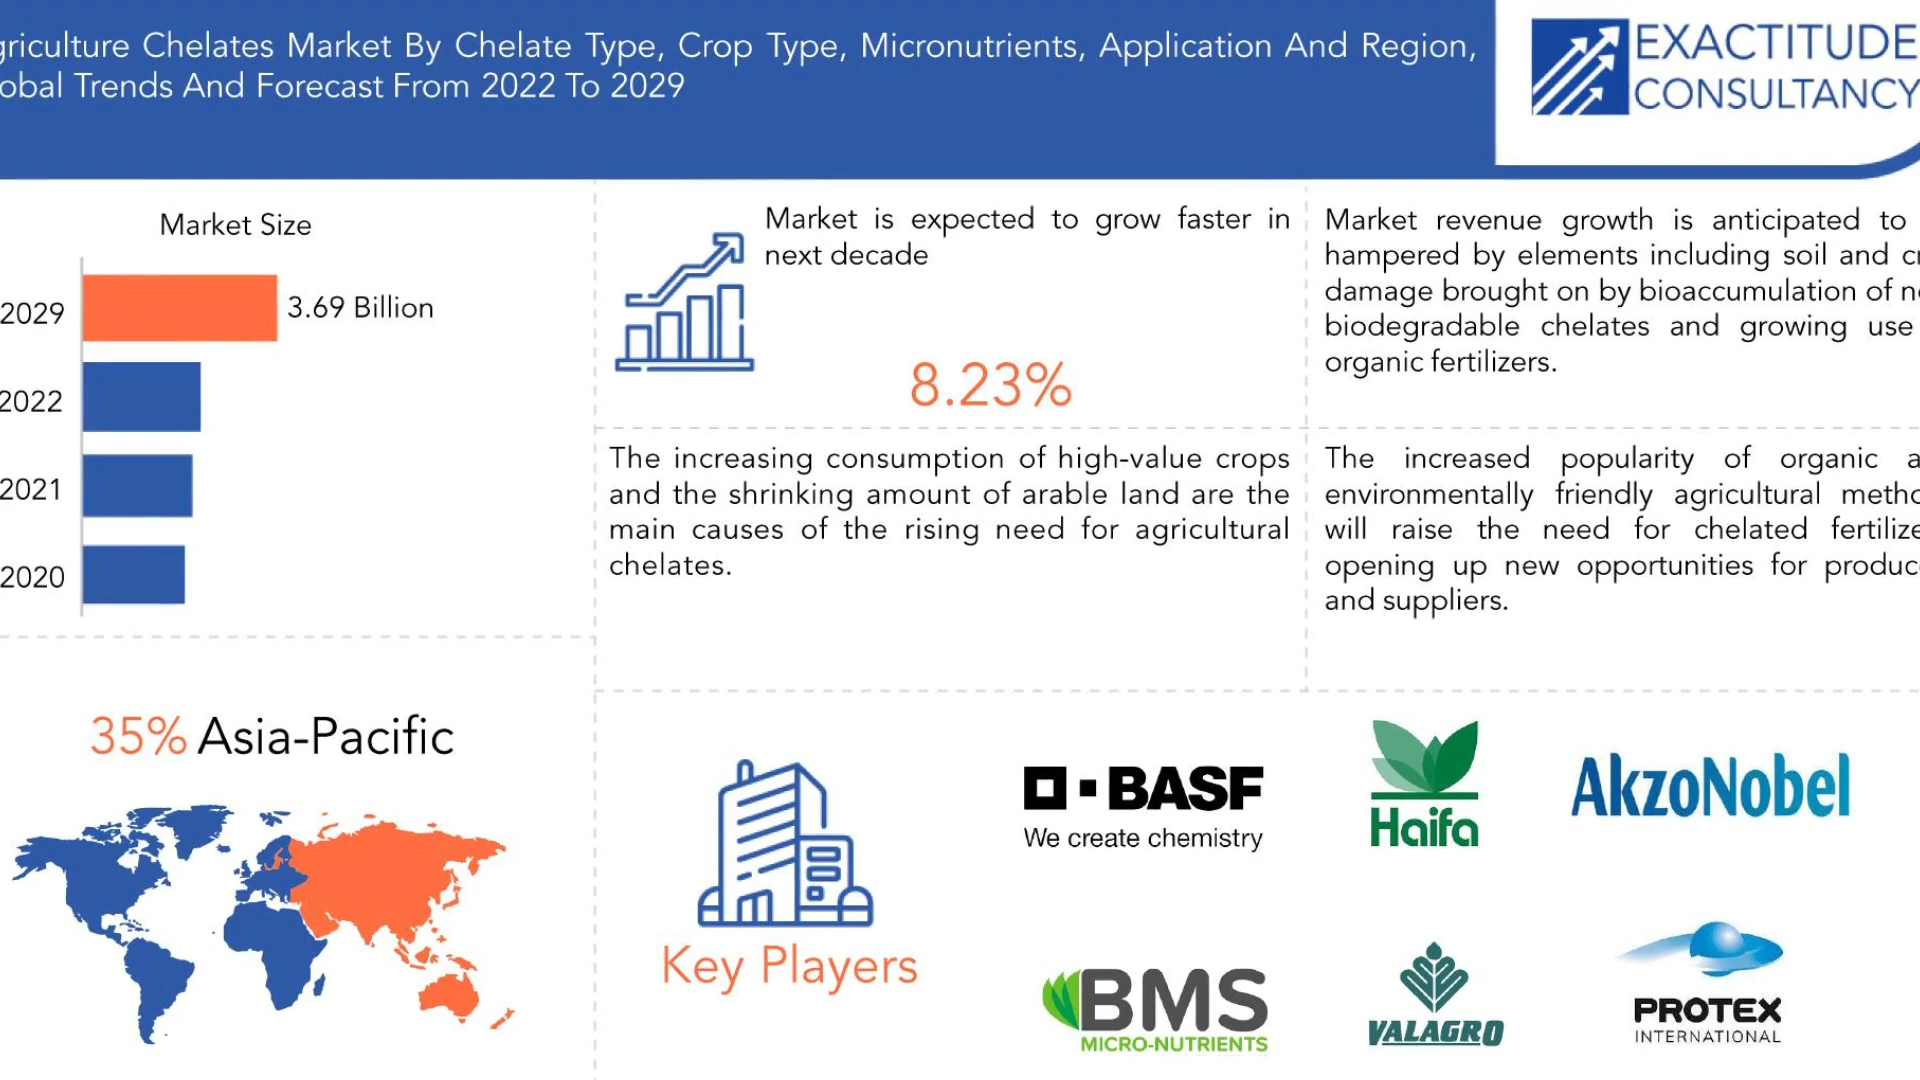 griculture Chelates Market By Chelate Type, Crop Type, Micronutrients, Application And Region,
obal Trends And Forecast From 2022 To 2029
EXACTITUDE
CONSULTANCY
Market Size
2029
3.69 Billion
2022
2021
2020
Market is expected to grow faster in
next decade
8.23%
Market revenue growth is anticipated to
hampered by elements including soil and cr
damage brought on by bioaccumulation of n
biodegradable chelates and growing use
organic fertilizers.
The increasing consumption of high-value crops
and the shrinking amount of arable land are the
main causes of the rising need for agricultural
chelates.
The increased popularity of organic a
environmentally friendly agricultural metho
will raise the need for chelated fertilize
opening up new opportunities for produc
and suppliers.
35% Asia-Pacific
Key Players
BASF
We create chemistry
Haifa
AkzoNobel
BMS
MICRO-NUTRIENTS
VALAGRO
PROTEX
INTERNATIONAL